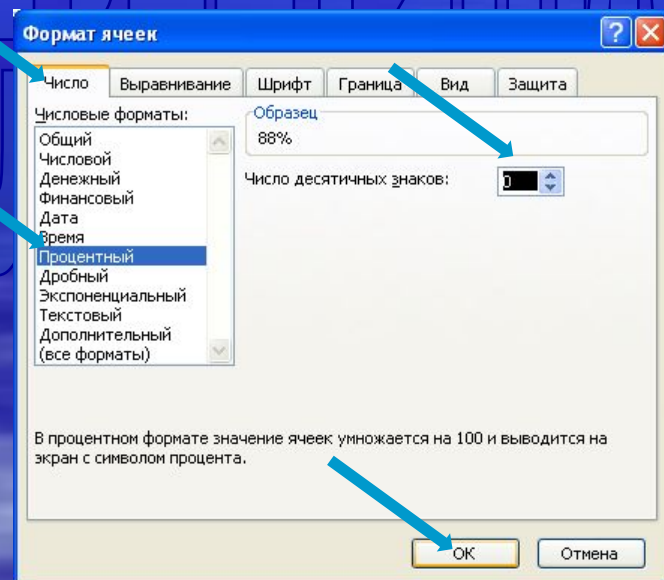 Формат ячеек
Число Выравнивание Шрифт Граница Вид Защита
Числовые форматы:
Общий
Числовой
Денежный
Финансовый
Дата
Время
Процентный
Дробный
Экспоненциальный
Текстовый
Дополнительный
(все форматы)
Образец
88%
Число десятичных знаков: 0
В процентном формате значение ячеек умножается на 100 и выводится на
экран с символом процента.
ОК Отмена